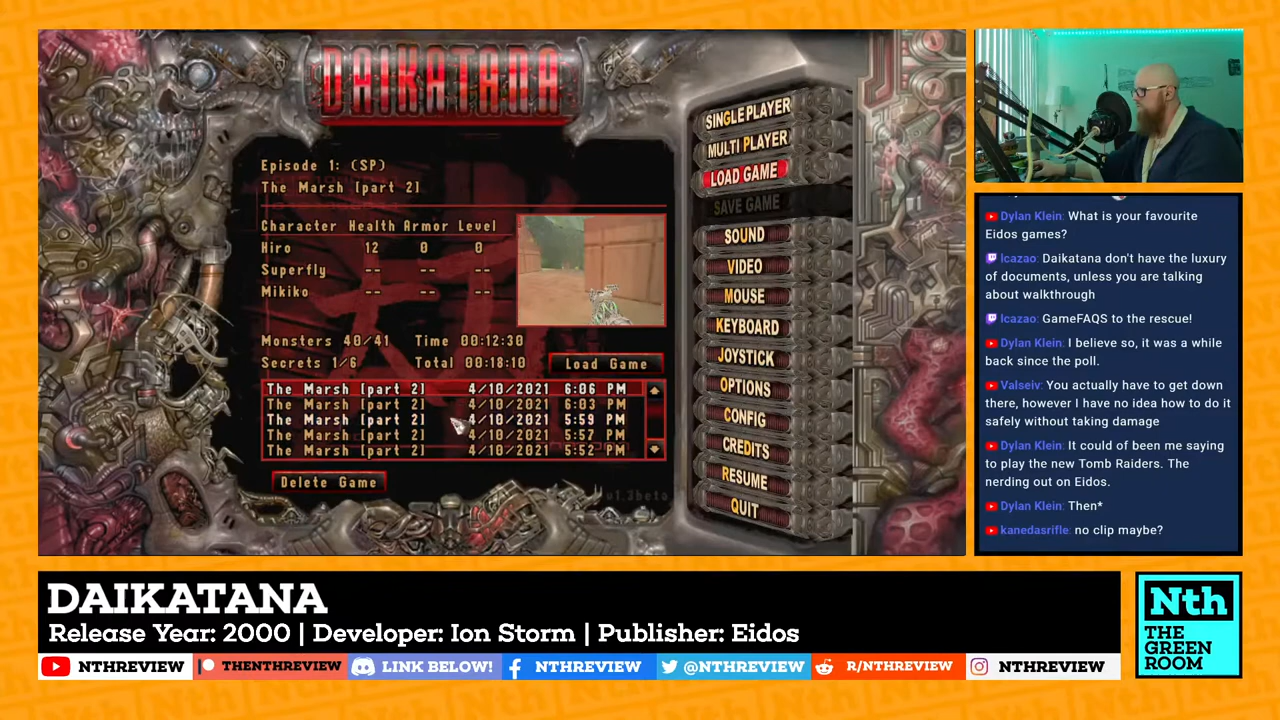 DAIKATANA
Episode 1: (SP)
The Marsh [part 2]
Character Health Armor Level
Hiro 12 0 0
Superfly -- -- --
Mikiko -- -- --
Monsters 40/41 Time 00:12:30
Secrets 1/6 Total 00:18:10
Load Game
The Marsh [part 2] 4/10/2021 6:06 PM
The Marsh [part 2] 4/10/2021 6:03 PM
The Marsh [part 2] 4/10/2021 5:59 PM
The Marsh [part 2] 4/10/2021 5:57 PM
The Marsh [part 2] 4/10/2021 5:52 PM
Delete Game
v1.3beta
SINGLE PLAYER
MULTI PLAYER
LOAD GAME
SAVE GAME
SOUND
VIDEO
MOUSE
KEYBOARD
JOYSTICK
OPTIONS
CONFIG
CREDITS
RESUME
QUIT
Dylan Klein: What is your favourite
Eidos games?
lcazao: Daikatana don't have the luxury
of documents, unless you are talking
about walkthrough
lcazao: GameFAQS to the rescue!
Dylan Klein: I believe so, it was a while
back since the poll.
Valseiv: You actually have to get down
there, however I have no idea how to do it
safely without taking damage
Dylan Klein: It could of been me saying
to play the new Tomb Raiders. The
nerding out on Eidos.
Dylan Klein: Then*
kanedasrifle: no clip maybe?
DAIKATANA
Release Year: 2000 | Developer: Ion Storm | Publisher: Eidos
NTHREVIEW
THENTHREVIEW
LINK BELOW!
NTHREVIEW
@NTHREVIEW
R/NTHREVIEW
NTHREVIEW
Nth
THE
GREEN
ROOM